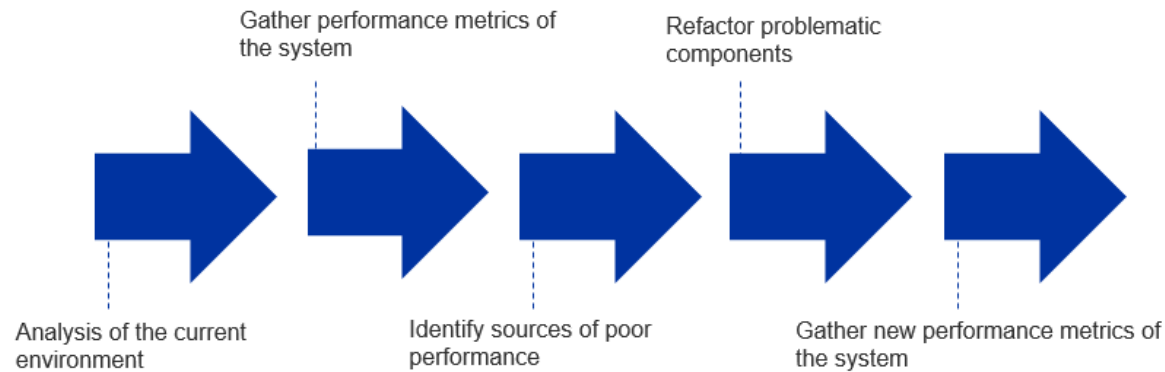 Analysis of the current
environment
Gather performance metrics of
the system
Identify sources of poor
performance
Refactor problematic
components
Gather new performance metrics of
the system